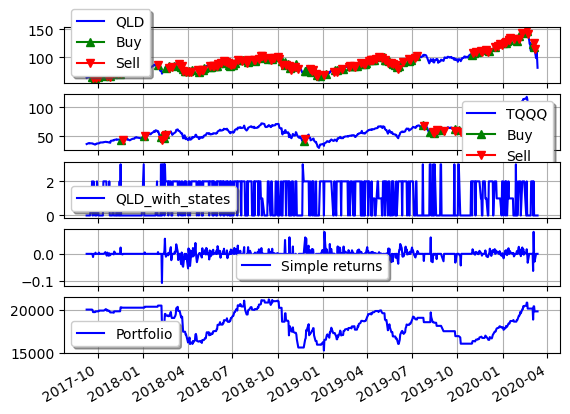 150
100
QLD
Buy
Sell
100
50
TQQQ
Buy
Sell
2
0
QLD_with_states
0.0
−0.1
Simple returns
20000
15000
Portfolio
2017-10 2018-01 2018-04 2018-07 2018-10 2019-01 2019-04 2019-07 2019-10 2020-01 2020-04